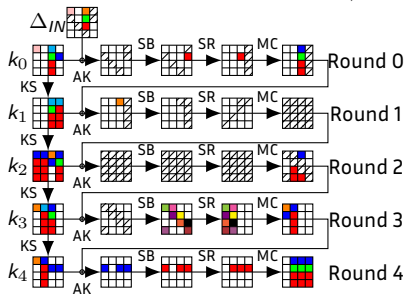 Δ_IN
k₀ AK SB SR MC Round 0
KS
k₁ AK SB SR MC Round 1
KS
k₂ AK SB SR MC Round 2
KS
k₃ AK SB SR MC Round 3
KS
k₄ AK SB SR MC Round 4